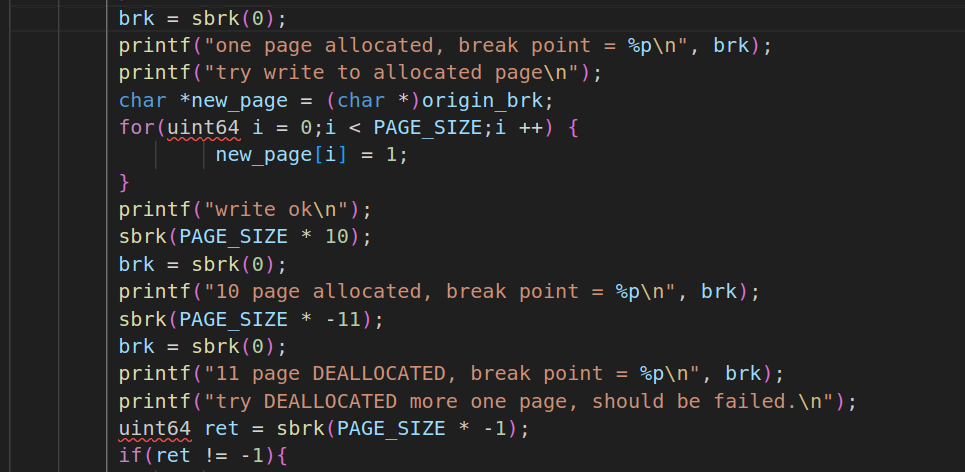 brk = sbrk(0);
printf("one page allocated, break point = %p\n", brk);
printf("try write to allocated page\n");
char *new_page = (char *)origin_brk;
for(uint64 i = 0;i < PAGE_SIZE;i ++) {
new_page[i] = 1;
}
printf("write ok\n");
sbrk(PAGE_SIZE * 10);
brk = sbrk(0);
printf("10 page allocated, break point = %p\n", brk);
sbrk(PAGE_SIZE * -11);
brk = sbrk(0);
printf("11 page DEALLOCATED, break point = %p\n", brk);
printf("try DEALLOCATED more one page, should be failed.\n");
uint64 ret = sbrk(PAGE_SIZE * -1);
if(ret != -1){